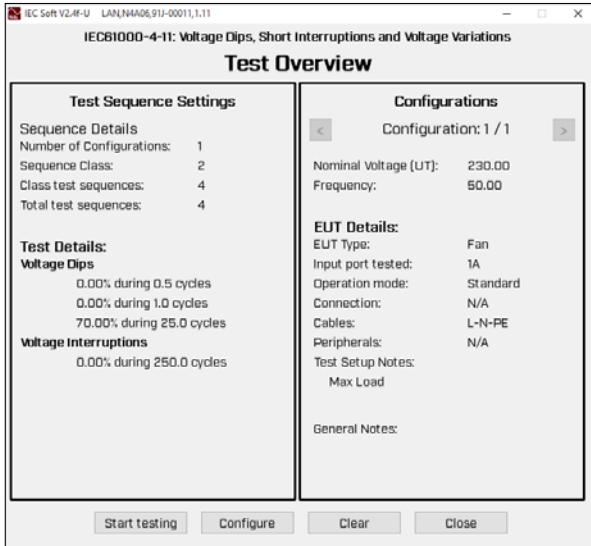 IEC Soft V2.4f-U LAN,N4A06,91J-00011,1.11
IEC61000-4-11: Voltage Dips, Short Interruptions and Voltage Variations
Test Overview
Test Sequence Settings
Sequence Details
Number of Configurations: 1
Sequence Class: 2
Class test sequences: 4
Total test sequences: 4
Test Details:
Voltage Dips
0.00% during 0.5 cycles
0.00% during 1.0 cycles
70.00% during 25.0 cycles
Voltage Interruptions
0.00% during 250.0 cycles
Configurations
< Configuration: 1 / 1 >
Nominal Voltage (UT): 230.00
Frequency: 50.00
EUT Details:
EUT Type: Fan
Input port tested: 1A
Operation mode: Standard
Connection: N/A
Cables: L-N-PE
Peripherals: N/A
Test Setup Notes:
Max Load
General Notes:
Start testing Configure Clear Close